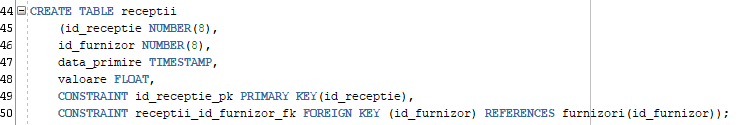 44 CREATE TABLE receptii
45 (id_receptie NUMBER(8),
46 id_furnizor NUMBER(8),
47 data_primire TIMESTAMP,
48 valoare FLOAT,
49 CONSTRAINT id_receptie_pk PRIMARY KEY(id_receptie),
50 CONSTRAINT receptii_id_furnizor_fk FOREIGN KEY (id_furnizor) REFERENCES furnizori(id_furnizor));